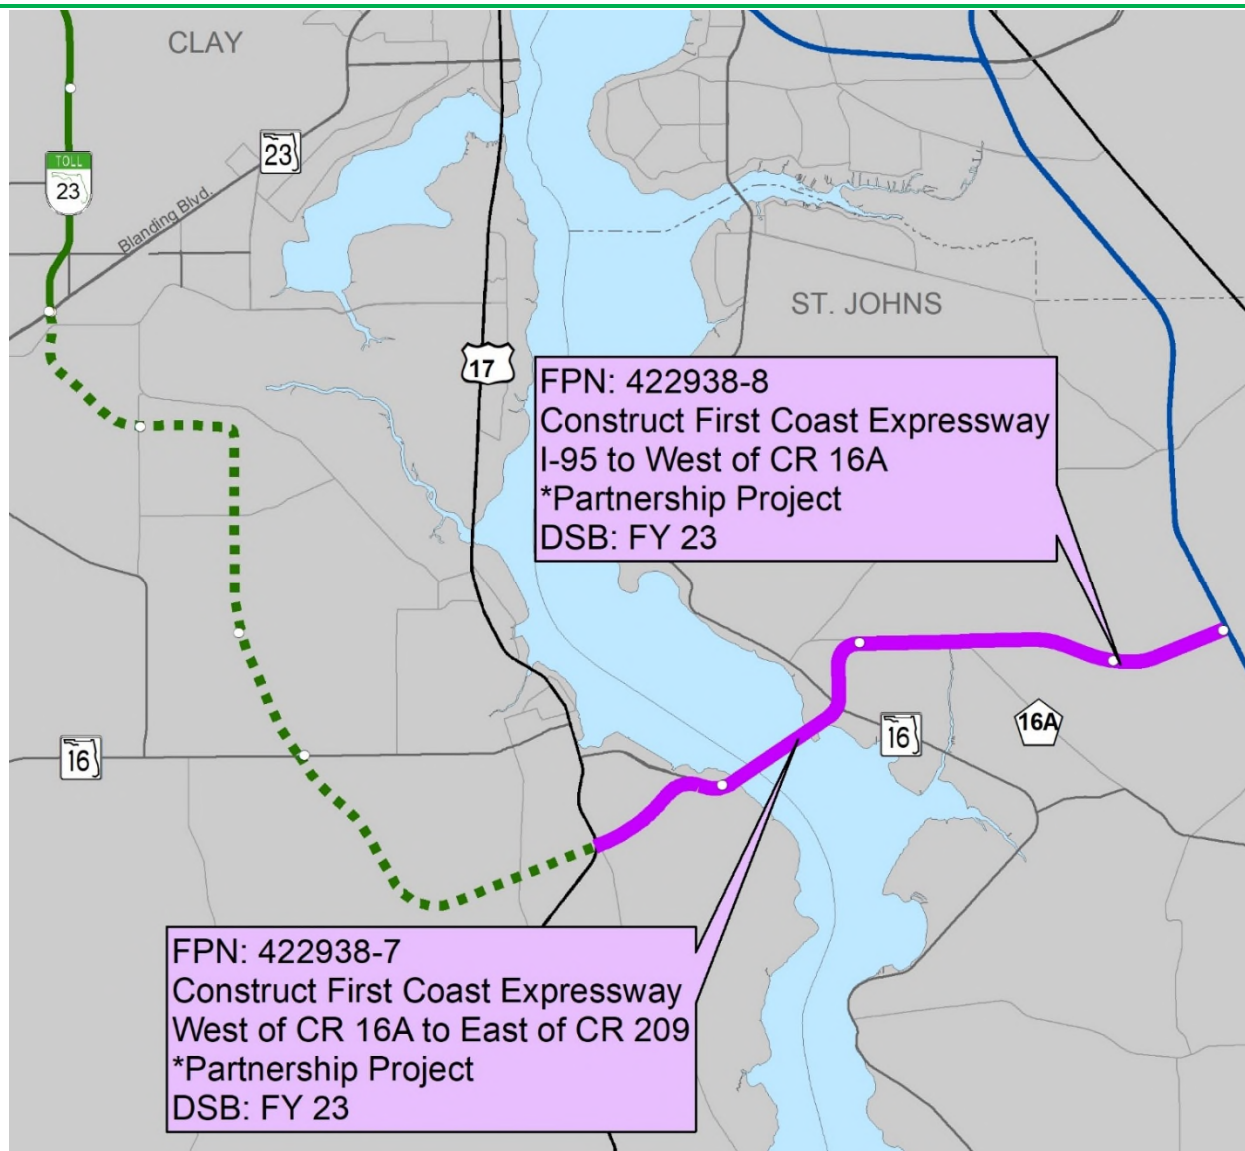 CLAY
23
TOLL
23
Blanding Blvd.
ST. JOHNS
17
FPN: 422938-8
Construct First Coast Expressway
I-95 to West of CR 16A
*Partnership Project
DSB: FY 23
16
16
16A
FPN: 422938-7
Construct First Coast Expressway
West of CR 16A to East of CR 209
*Partnership Project
DSB: FY 23